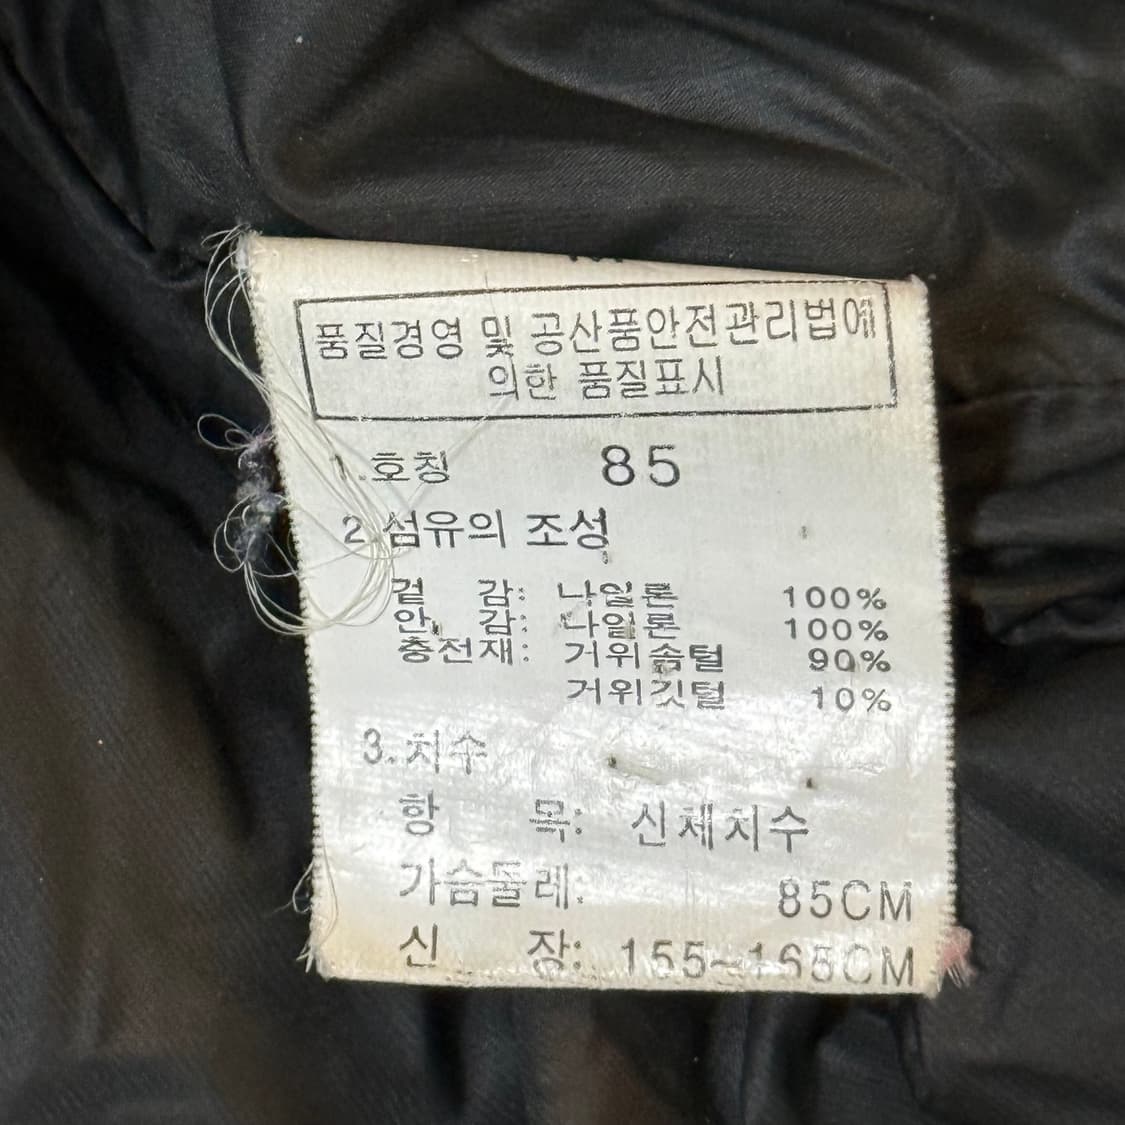 품질경영 및 공산품안전관리법에
의한 품질표시
1.호칭 85
2.섬유의 조성
겉 감: 나일론 100%
안 감: 나일론 100%
충전재: 거위솜털 90%
거위깃털 10%
3.치수
항 목: 신체치수
가슴둘레: 85CM
신 장: 155~165CM